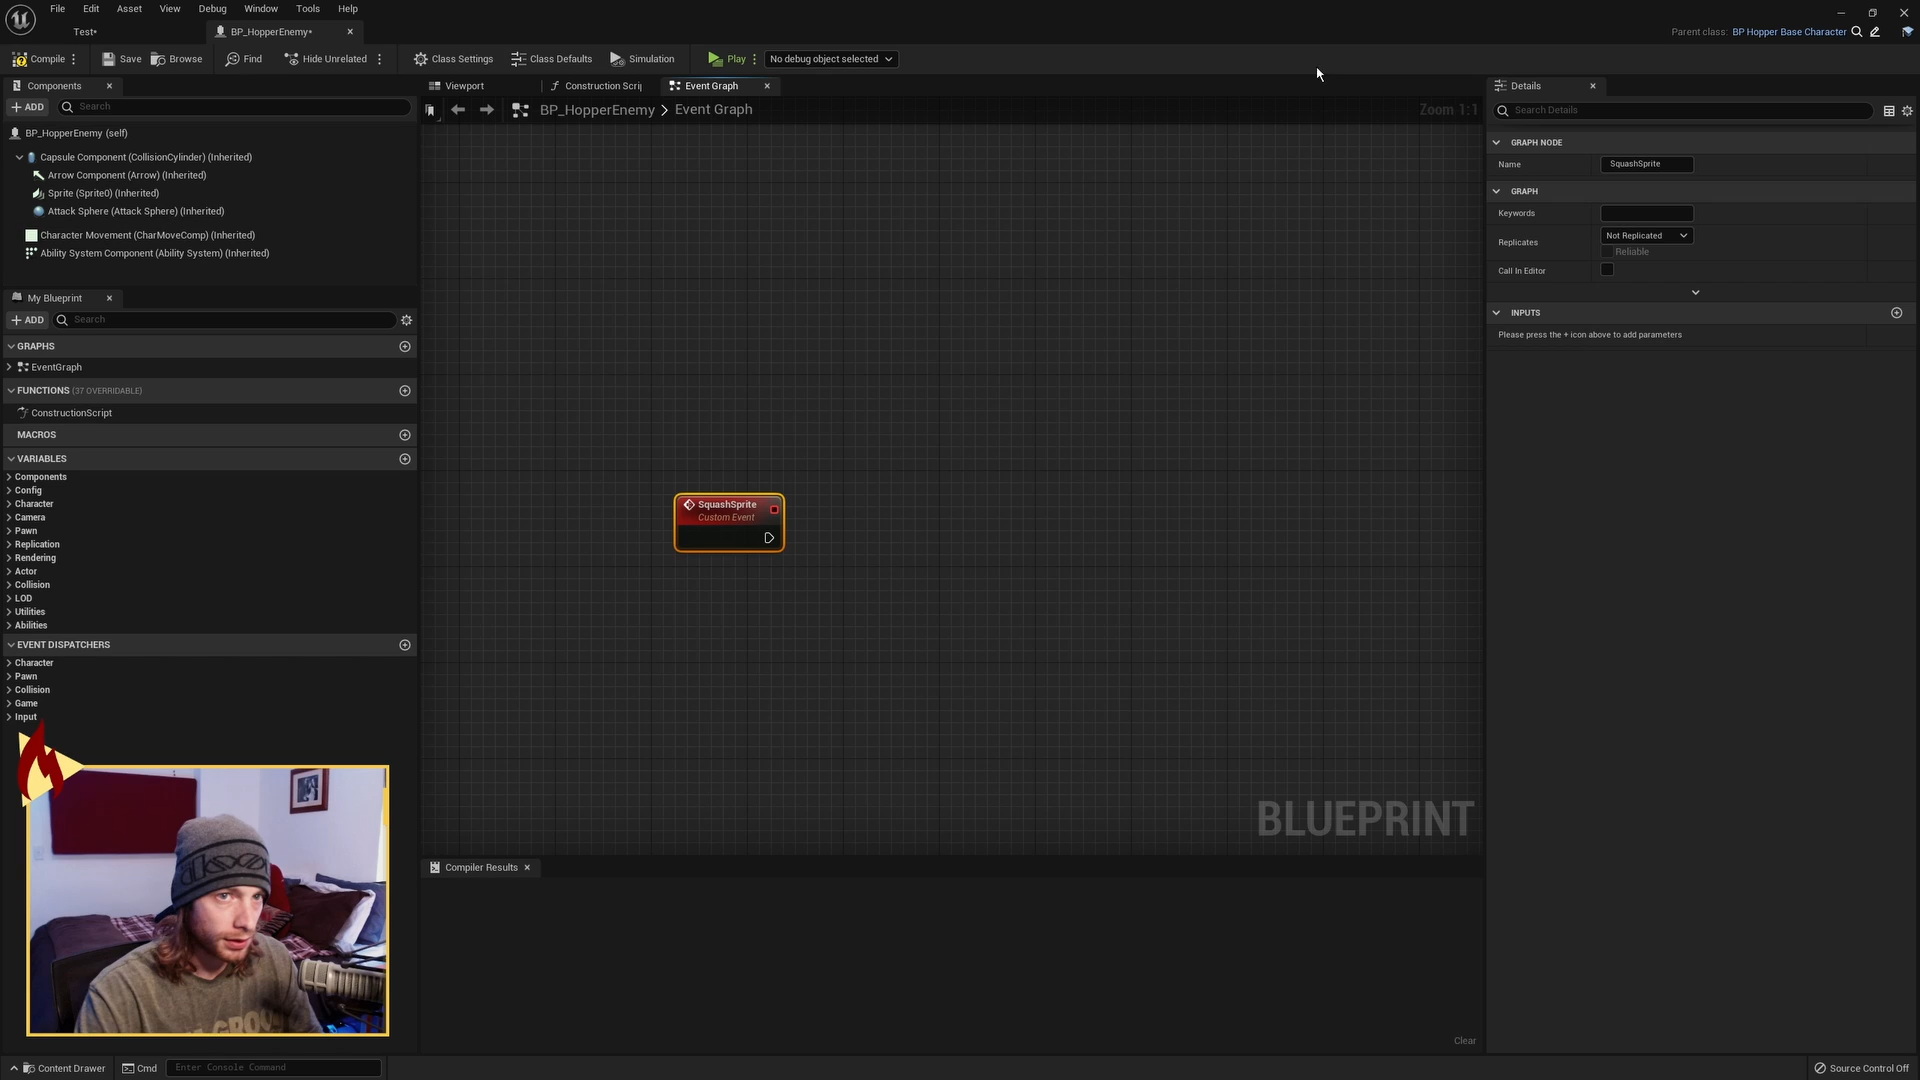 File Edit Asset View Debug Window Tools Help
Test*
BP_HopperEnemy*
Parent class: BP Hopper Base Character
Compile
Save
Browse
Find
Hide Unrelated
Class Settings
Class Defaults
Simulation
Play
No debug object selected
Components
Viewport
Construction Scrip
Event Graph
Details
ADD
Search
BP_HopperEnemy > Event Graph
Zoom 1:1
Search Details
BP_HopperEnemy (self)
Capsule Component (CollisionCylinder) (Inherited)
Arrow Component (Arrow) (Inherited)
Sprite (Sprite0) (Inherited)
Attack Sphere (Attack Sphere) (Inherited)
Character Movement (CharMoveComp) (Inherited)
Ability System Component (Ability System) (Inherited)
My Blueprint
ADD
Search
GRAPHS
EventGraph
FUNCTIONS (37 OVERRIDABLE)
ConstructionScript
MACROS
VARIABLES
Components
Config
Character
Camera
Pawn
Replication
Rendering
Actor
Collision
LOD
Utilities
Abilities
EVENT DISPATCHERS
Character
Pawn
Collision
Game
Input
SquashSprite
Custom Event
BLUEPRINT
Compiler Results
Clear
GRAPH NODE
Name
SquashSprite
GRAPH
Keywords
Replicates
Not Replicated
Reliable
Call In Editor
INPUTS
Please press the + icon above to add parameters
Content Drawer
Cmd
Enter Console Command
Source Control Off